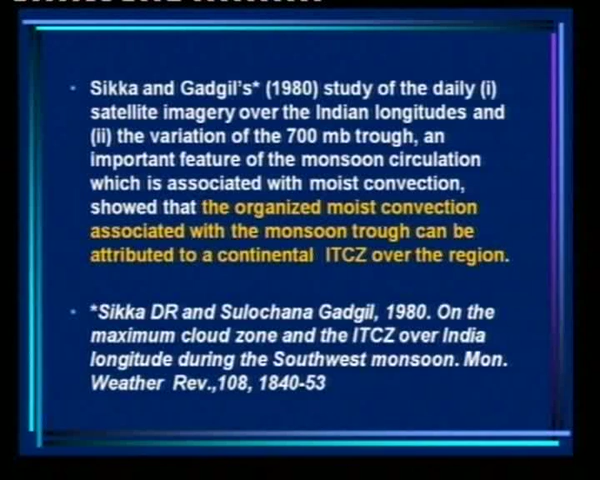 Sikka and Gadgil's* (1980) study of the daily (i)
satellite imagery over the Indian longitudes and
(ii) the variation of the 700 mb trough, an
important feature of the monsoon circulation
which is associated with moist convection,
showed that the organized moist convection
associated with the monsoon trough can be
attributed to a continental ITCZ over the region.
*Sikka DR and Sulochana Gadgil, 1980. On the
maximum cloud zone and the ITCZ over India
longitude during the Southwest monsoon. Mon.
Weather Rev.,108, 1840-53